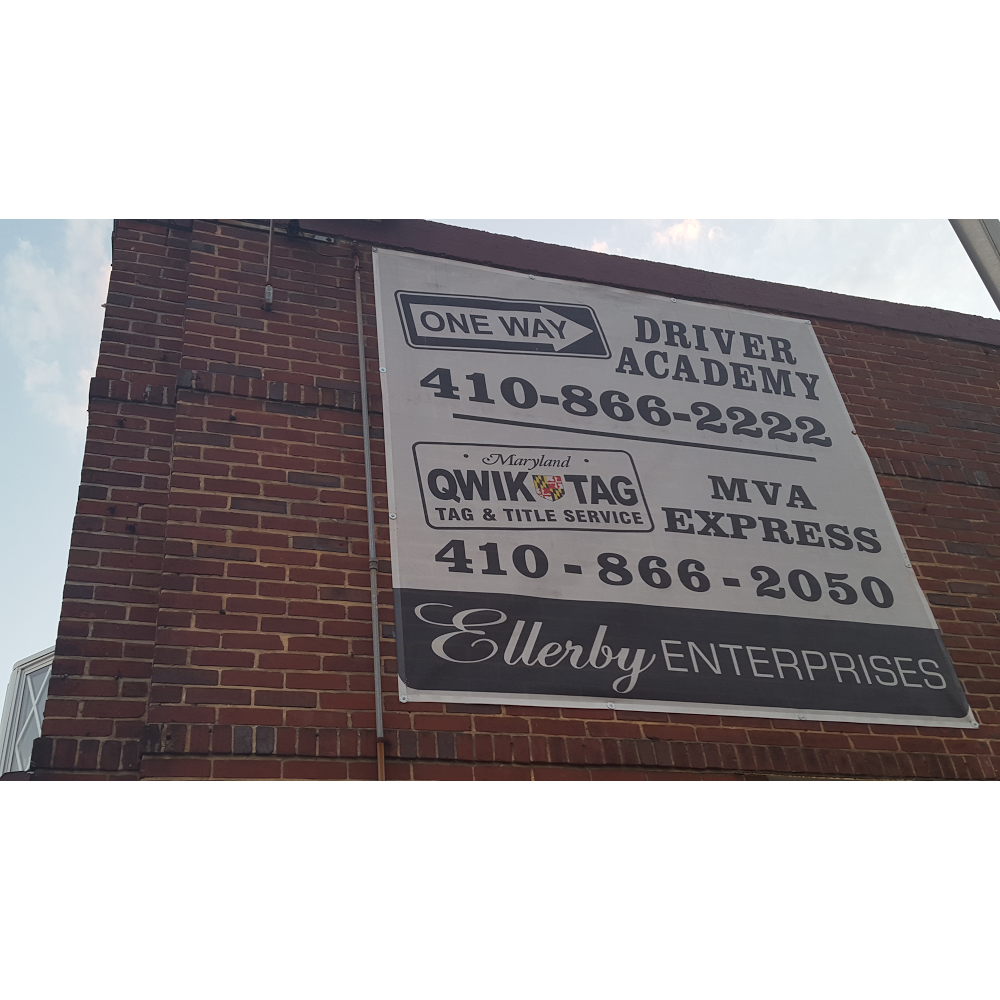 ONE WAY
DRIVER
ACADEMY
410-866-2222
Maryland
QWIK TAG
TAG & TITLE SERVICE
MVA
EXPRESS
410-866-2050
Ellerby ENTERPRISES